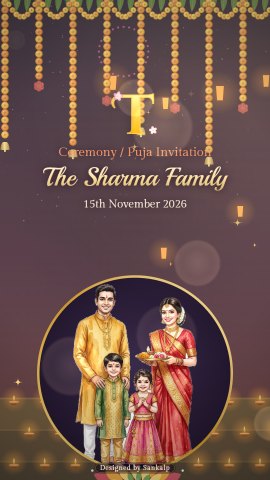 T
Ceremony / Puja Invitation
The Sharma Family
15th November 2026
Designed by Sankalp